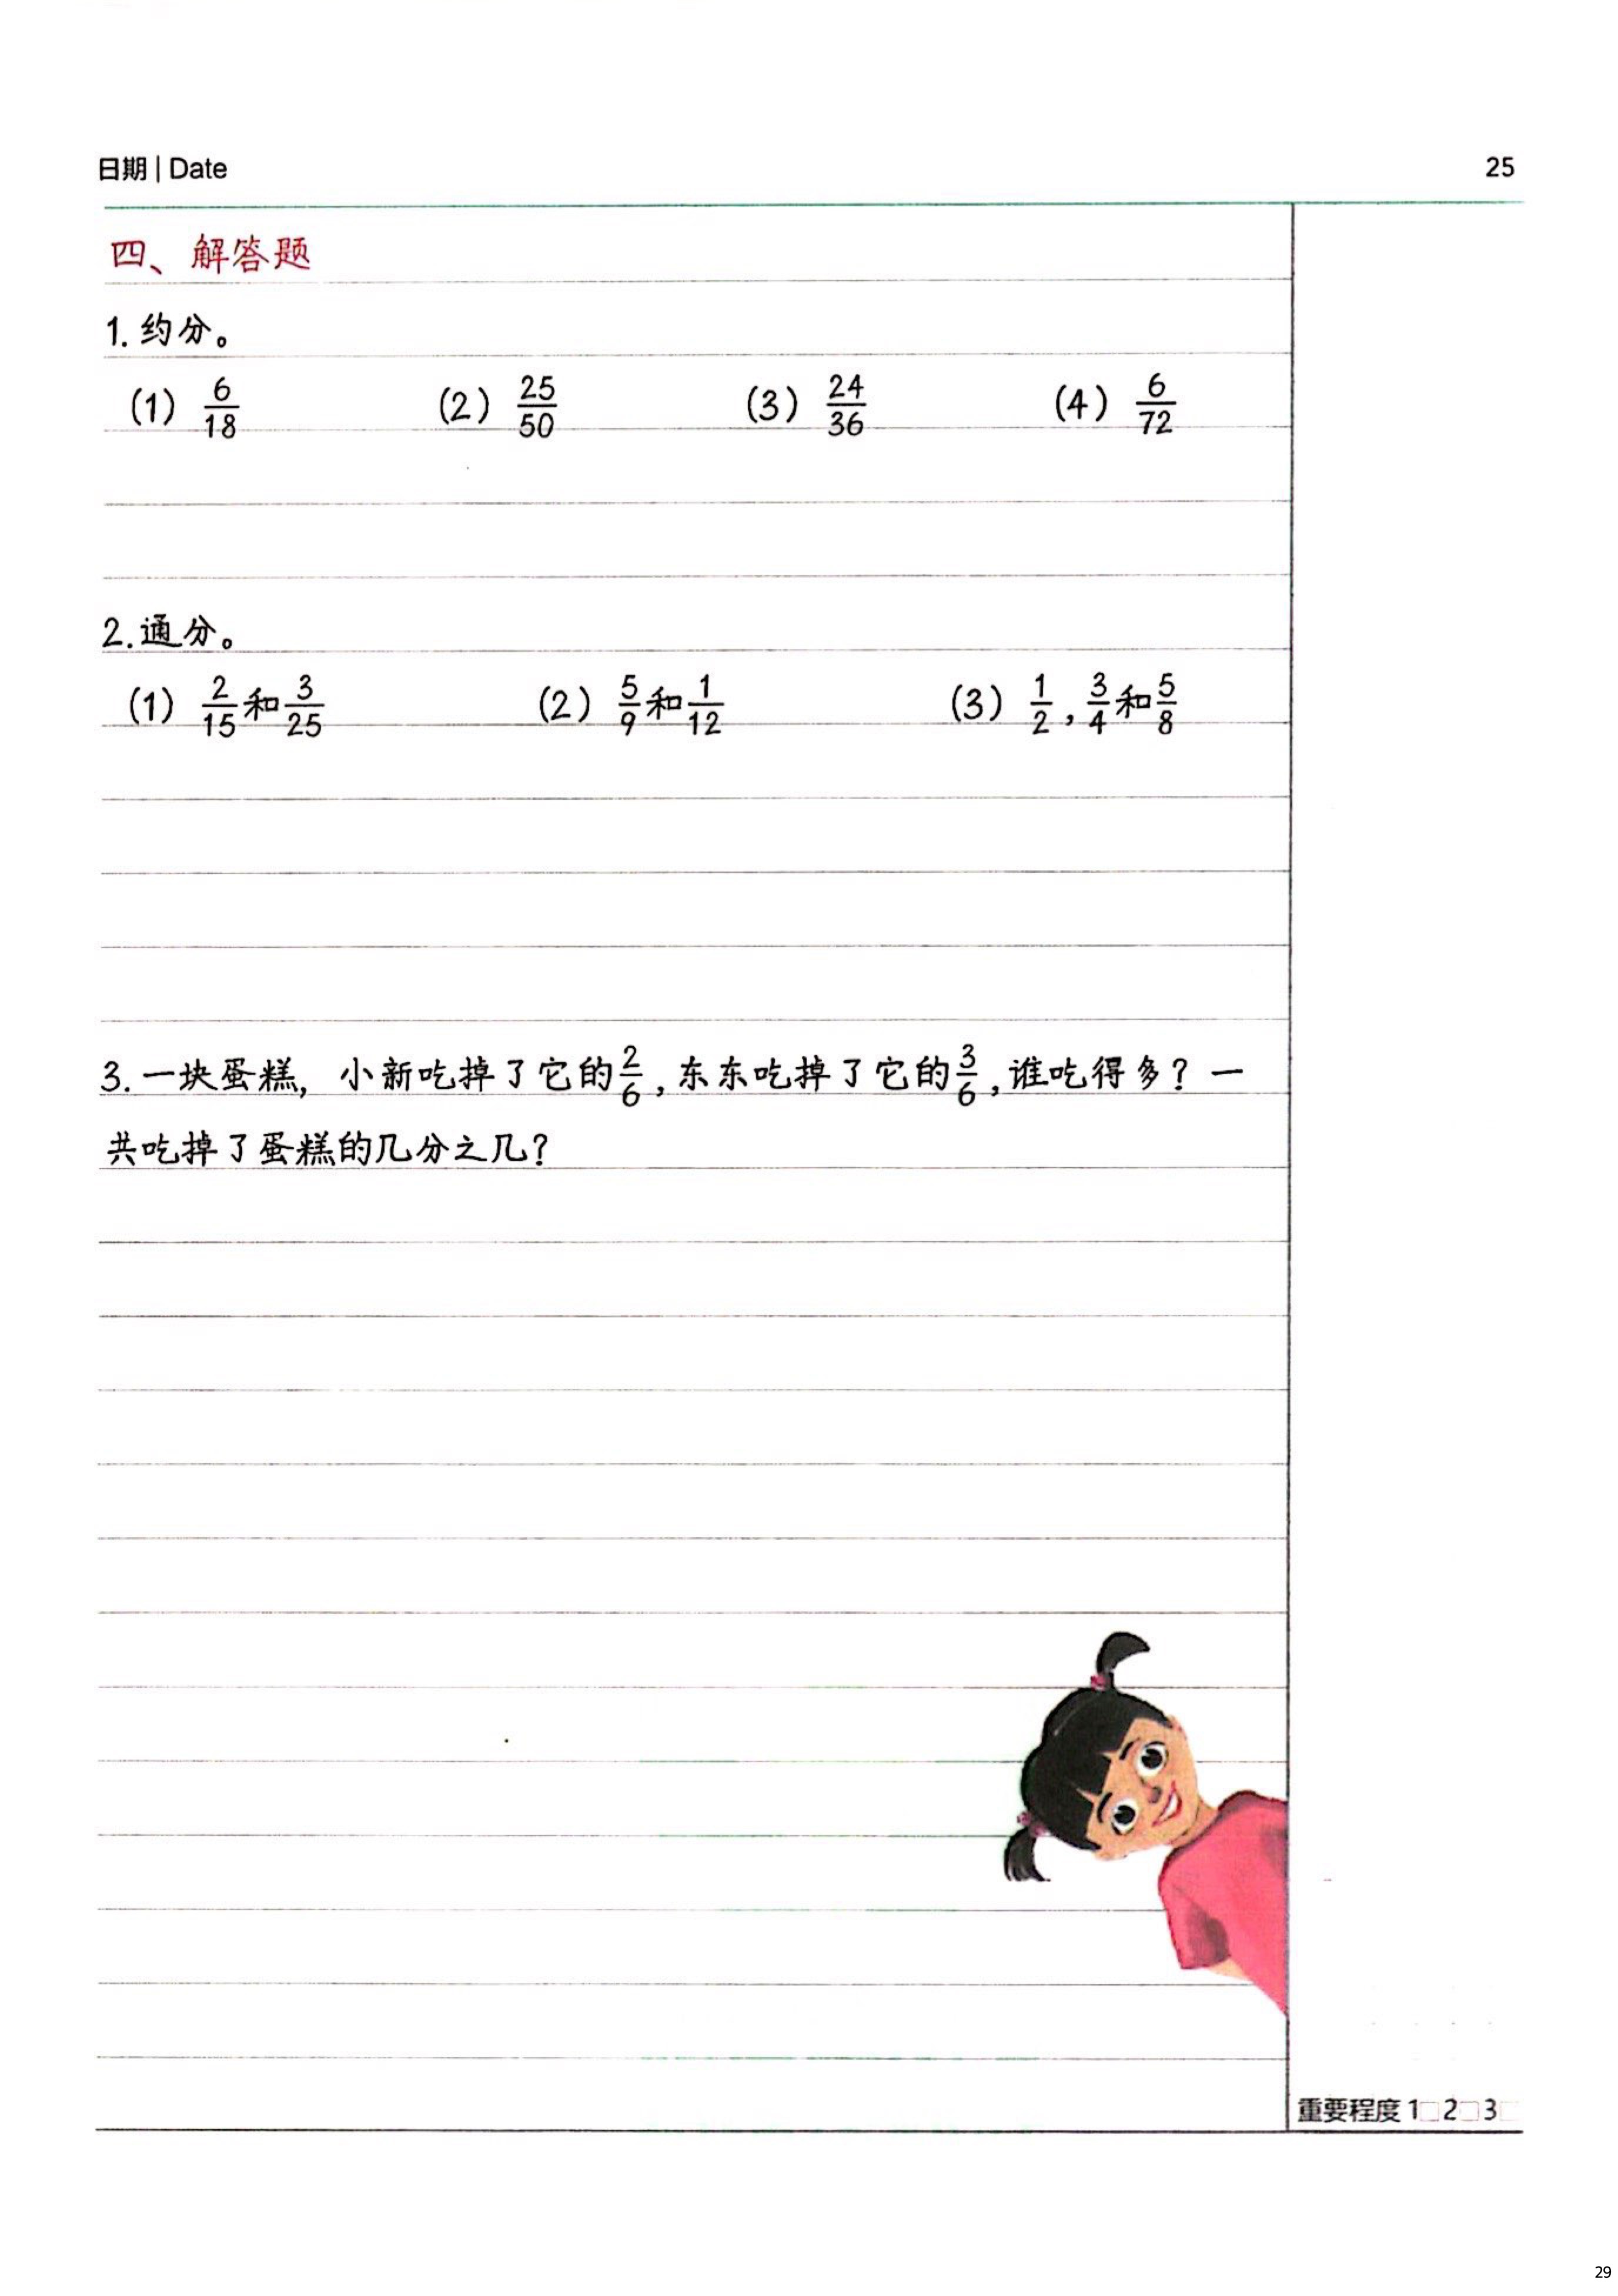 日期 | Date 25
四、解答题
1. 约分。
(1) 6/18 (2) 25/50 (3) 24/36 (4) 6/72
2. 通分。
(1) 2/15 和 3/25 (2) 5/9 和 1/12 (3) 1/2 , 3/4 和 5/8
3. 一块蛋糕, 小新吃掉了它的 2/6 , 东东吃掉了它的 3/6 , 谁吃得多? 一
共吃掉了蛋糕的几分之几?
重要程度 1□ 2□ 3□
29